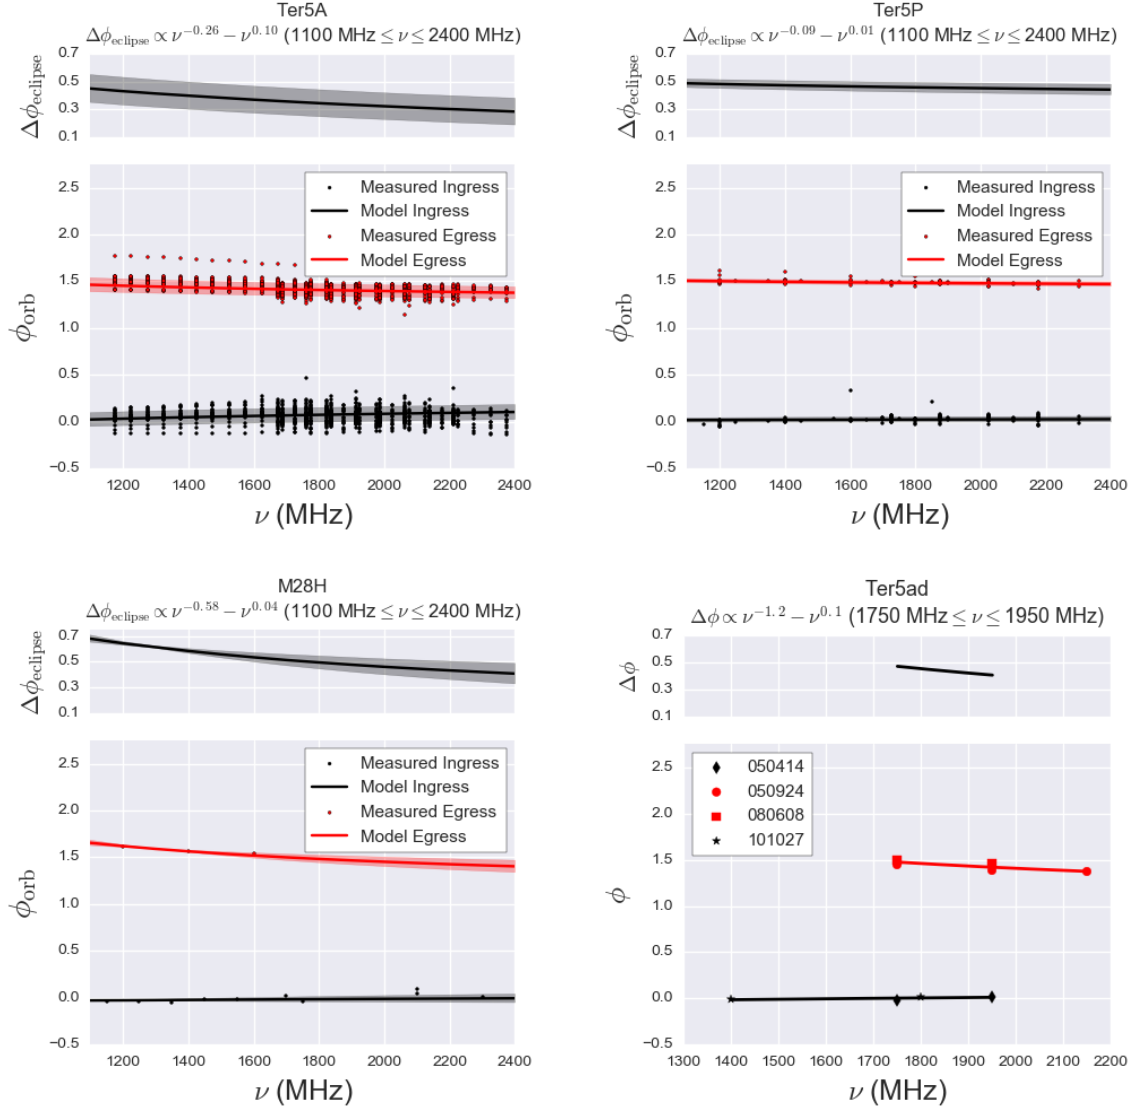 Ter5A
Δϕeclipse ∝ ν^−0.26 − ν^0.10 (1100 MHz ≤ ν ≤ 2400 MHz)
0.7
0.5
0.3
0.1
Δϕeclipse
2.5
2.0
1.5
1.0
0.5
0.0
−0.5
ϕorb
Measured Ingress
Model Ingress
Measured Egress
Model Egress
1200 1400 1600 1800 2000 2200 2400
ν (MHz)
Ter5P
Δϕeclipse ∝ ν^−0.09 − ν^0.01 (1100 MHz ≤ ν ≤ 2400 MHz)
0.7
0.5
0.3
0.1
Δϕeclipse
2.5
2.0
1.5
1.0
0.5
0.0
−0.5
ϕorb
Measured Ingress
Model Ingress
Measured Egress
Model Egress
1200 1400 1600 1800 2000 2200 2400
ν (MHz)
M28H
Δϕeclipse ∝ ν^−0.58 − ν^0.04 (1100 MHz ≤ ν ≤ 2400 MHz)
0.7
0.5
0.3
0.1
Δϕeclipse
2.5
2.0
1.5
1.0
0.5
0.0
−0.5
ϕorb
Measured Ingress
Model Ingress
Measured Egress
Model Egress
1200 1400 1600 1800 2000 2200 2400
ν (MHz)
Ter5ad
Δϕ ∝ ν^−1.2 − ν^0.1 (1750 MHz ≤ ν ≤ 1950 MHz)
0.7
0.5
0.3
0.1
Δϕ
2.5
2.0
1.5
1.0
0.5
0.0
−0.5
ϕ
050414
050924
080608
101027
1300 1400 1500 1600 1700 1800 1900 2000 2100 2200
ν (MHz)